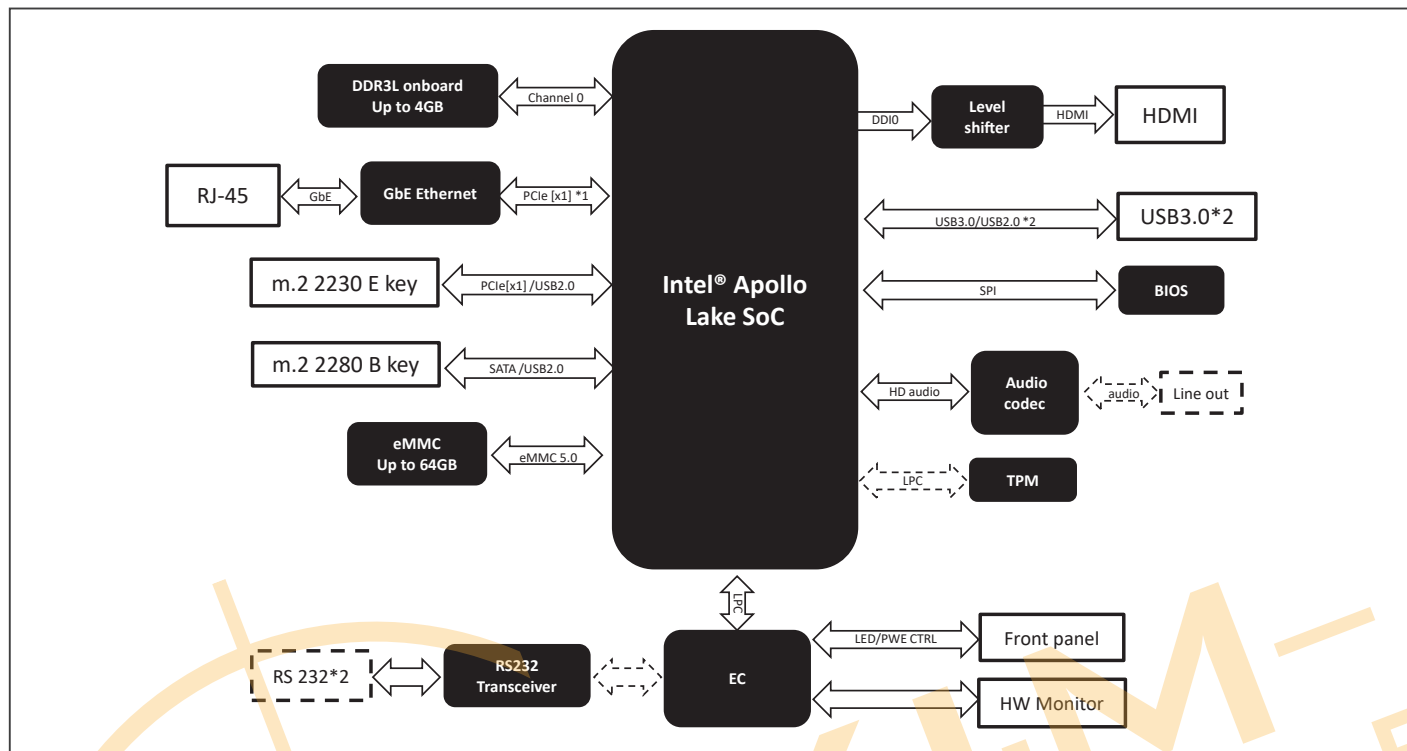 DDR3L onboard
Up to 4GB
Channel 0
RJ-45
GbE
GbE Ethernet
PCIe [x1] *1
m.2 2230 E key
PCIe[x1] /USB2.0
m.2 2280 B key
SATA /USB2.0
eMMC
Up to 64GB
eMMC 5.0
Intel® Apollo
Lake SoC
DDI0
Level
shifter
HDMI
HDMI
USB3.0/USB2.0 *2
USB3.0*2
SPI
BIOS
HD audio
Audio
codec
audio
Line out
LPC
TPM
LPC
RS 232*2
RS232
Transceiver
EC
LED/PWE CTRL
Front panel
HW Monitor